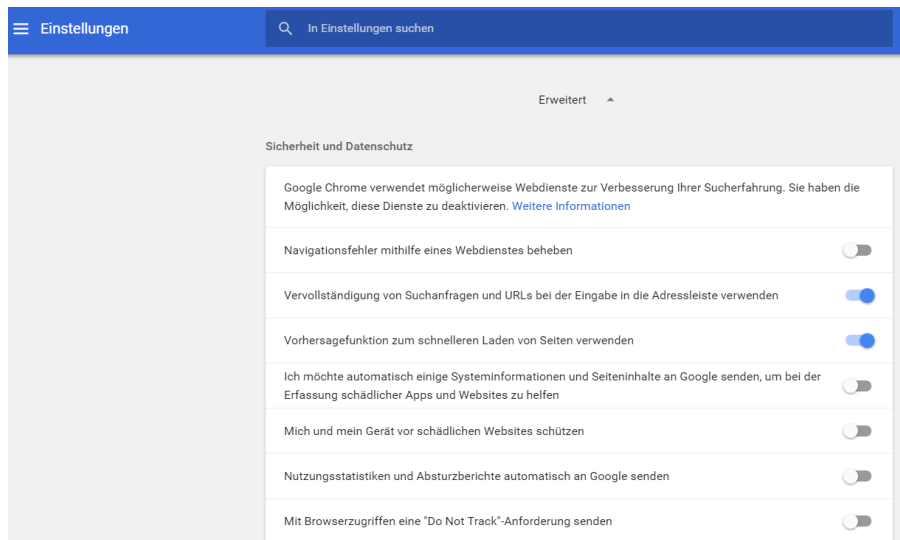 Einstellungen
In Einstellungen suchen
Erweitert
Sicherheit und Datenschutz
Google Chrome verwendet möglicherweise Webdienste zur Verbesserung Ihrer Sucherfahrung. Sie haben die
Möglichkeit, diese Dienste zu deaktivieren. Weitere Informationen
Navigationsfehler mithilfe eines Webdienstes beheben
Vervollständigung von Suchanfragen und URLs bei der Eingabe in die Adressleiste verwenden
Vorhersagefunktion zum schnelleren Laden von Seiten verwenden
Ich möchte automatisch einige Systeminformationen und Seiteninhalte an Google senden, um bei der
Erfassung schädlicher Apps und Websites zu helfen
Mich und mein Gerät vor schädlichen Websites schützen
Nutzungsstatistiken und Absturzberichte automatisch an Google senden
Mit Browserzugriffen eine "Do Not Track"-Anforderung senden